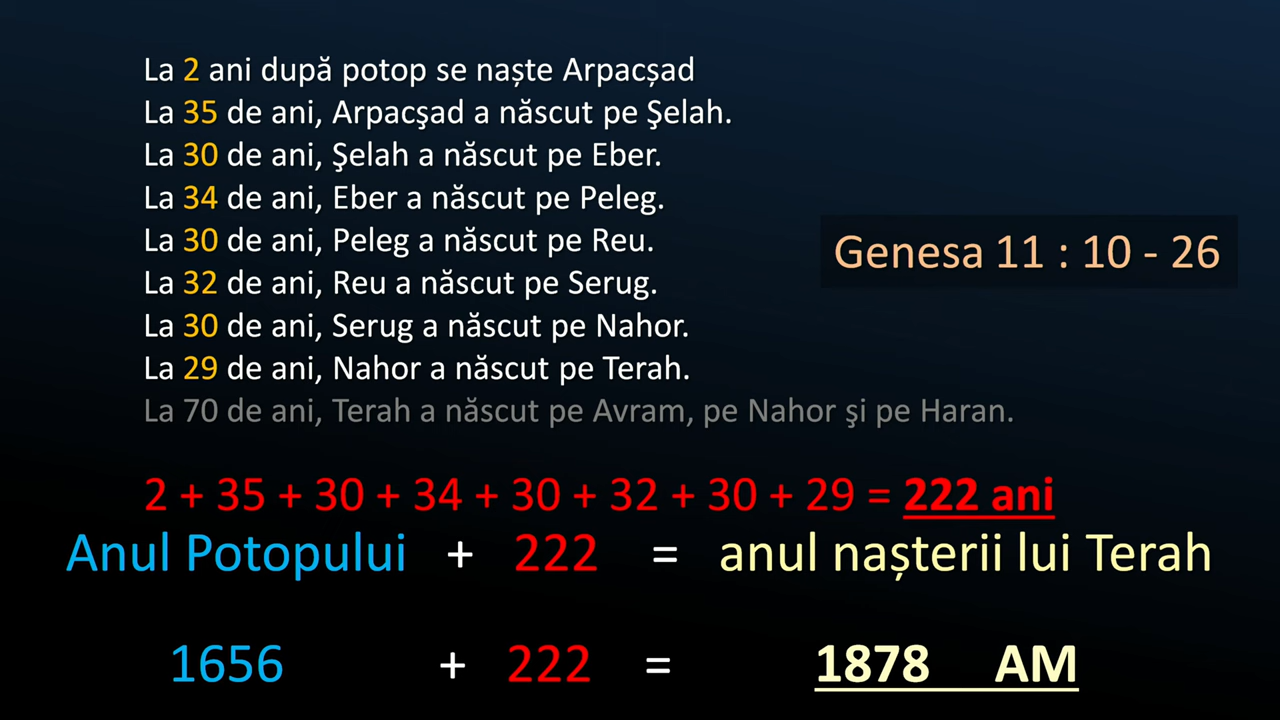 La 2 ani după potop se naște Arpacșad
La 35 de ani, Arpacşad a născut pe Şelah.
La 30 de ani, Şelah a născut pe Eber.
La 34 de ani, Eber a născut pe Peleg.
La 30 de ani, Peleg a născut pe Reu.
La 32 de ani, Reu a născut pe Serug.
La 30 de ani, Serug a născut pe Nahor.
La 29 de ani, Nahor a născut pe Terah.
La 70 de ani, Terah a născut pe Avram, pe Nahor şi pe Haran.
Genesa 11 : 10 - 26
2 + 35 + 30 + 34 + 30 + 32 + 30 + 29 = 222 ani
Anul Potopului + 222 = anul nașterii lui Terah
1656 + 222 = 1878 AM